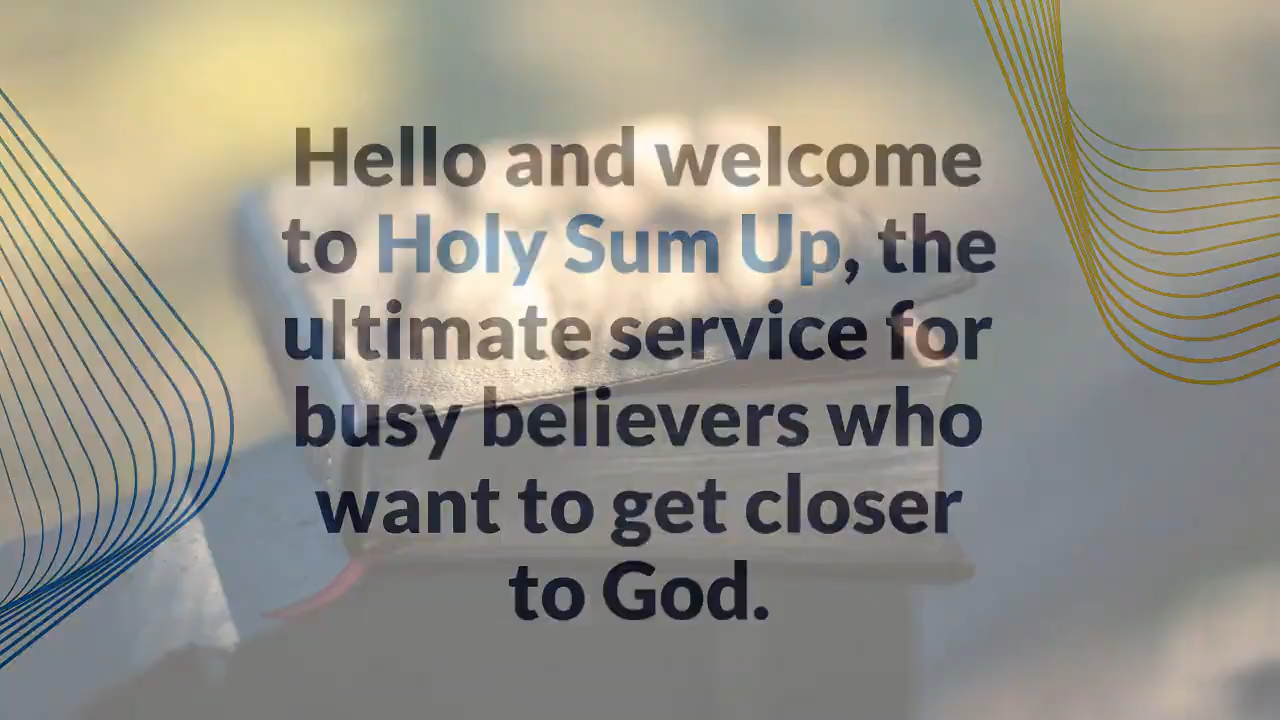 Hello and welcome
to Holy Sum Up, the
ultimate service for
busy believers who
want to get closer
to God.